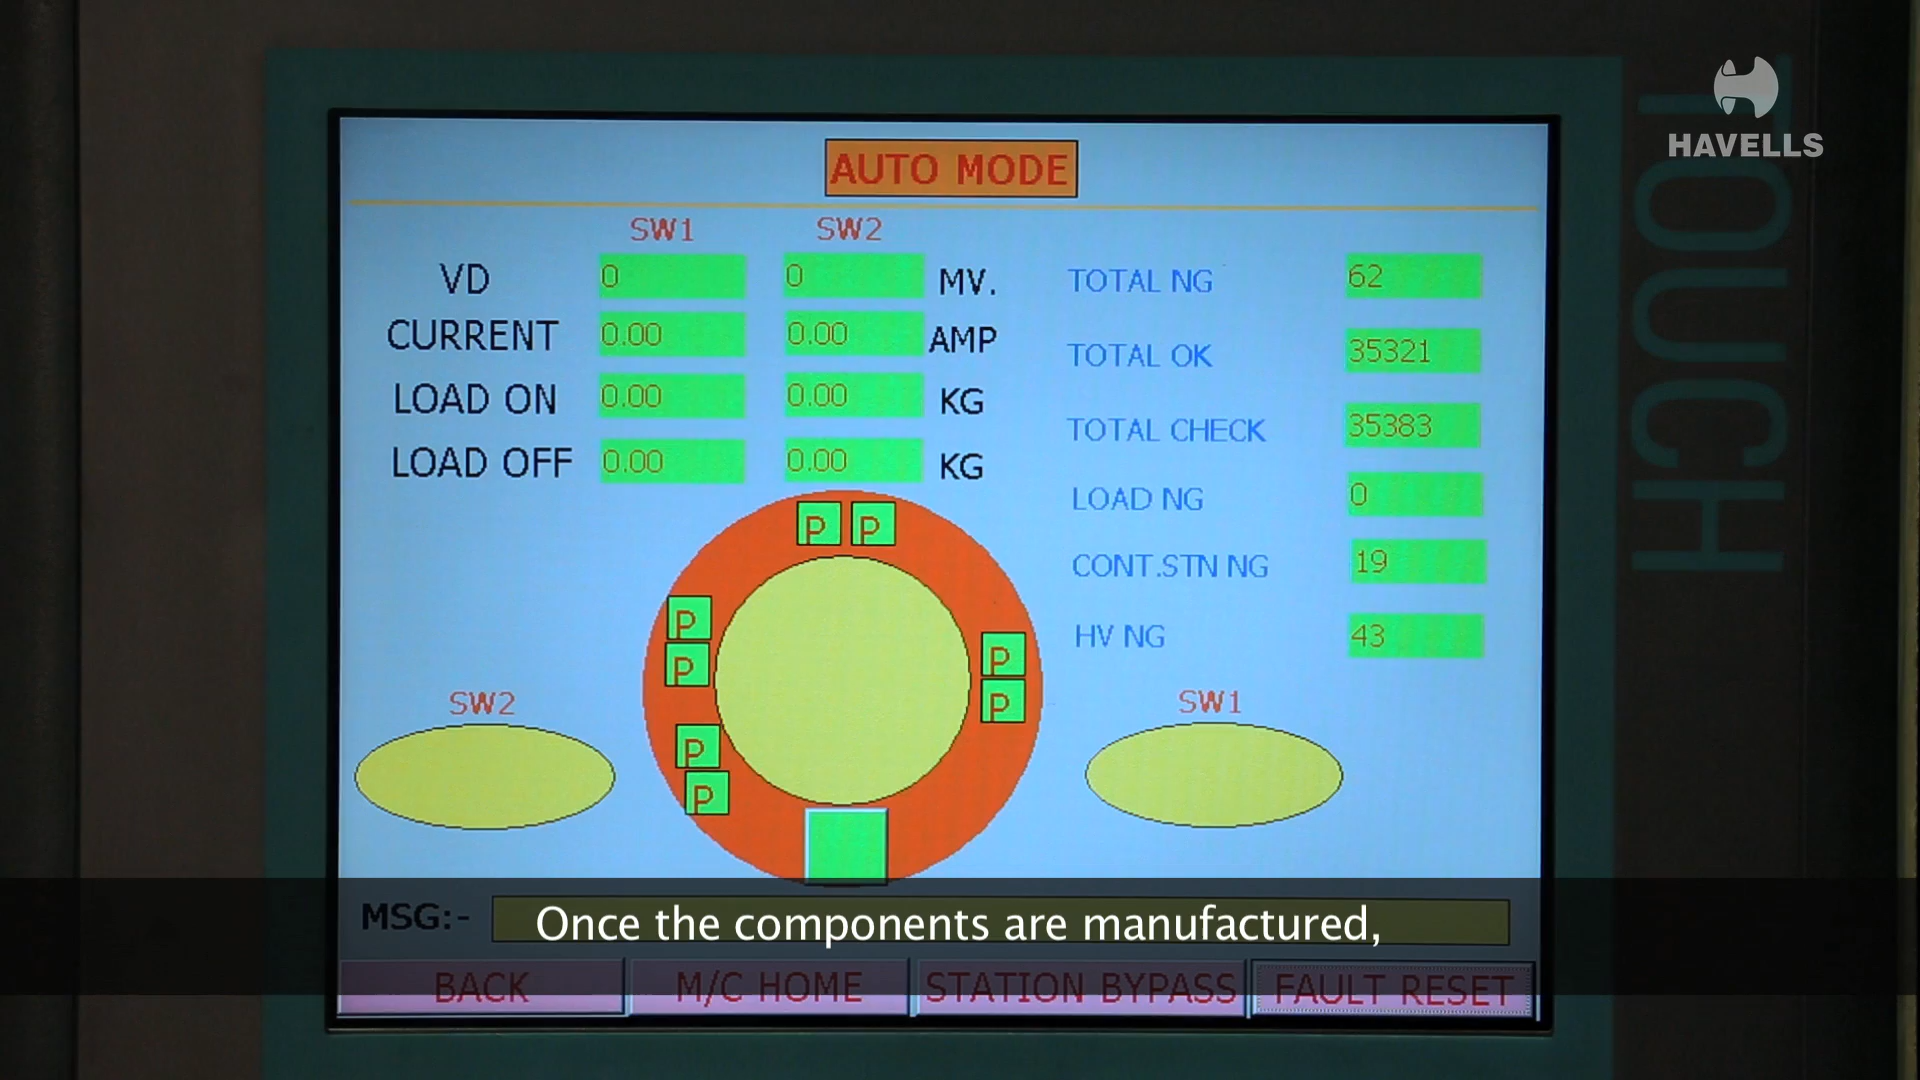 HAVELLS
TOUCH
AUTO MODE
SW1 SW2
VD 0 0 MV. TOTAL NG 62
CURRENT 0.00 0.00 AMP TOTAL OK 35321
LOAD ON 0.00 0.00 KG TOTAL CHECK 35383
LOAD OFF 0.00 0.00 KG LOAD NG 0
CONT.STN NG 19
HV NG 43
P P
P
P
P
P
P
P
SW2 SW1
MSG:-
Once the components are manufactured,
BACK M/C HOME STATION BYPASS FAULT RESET